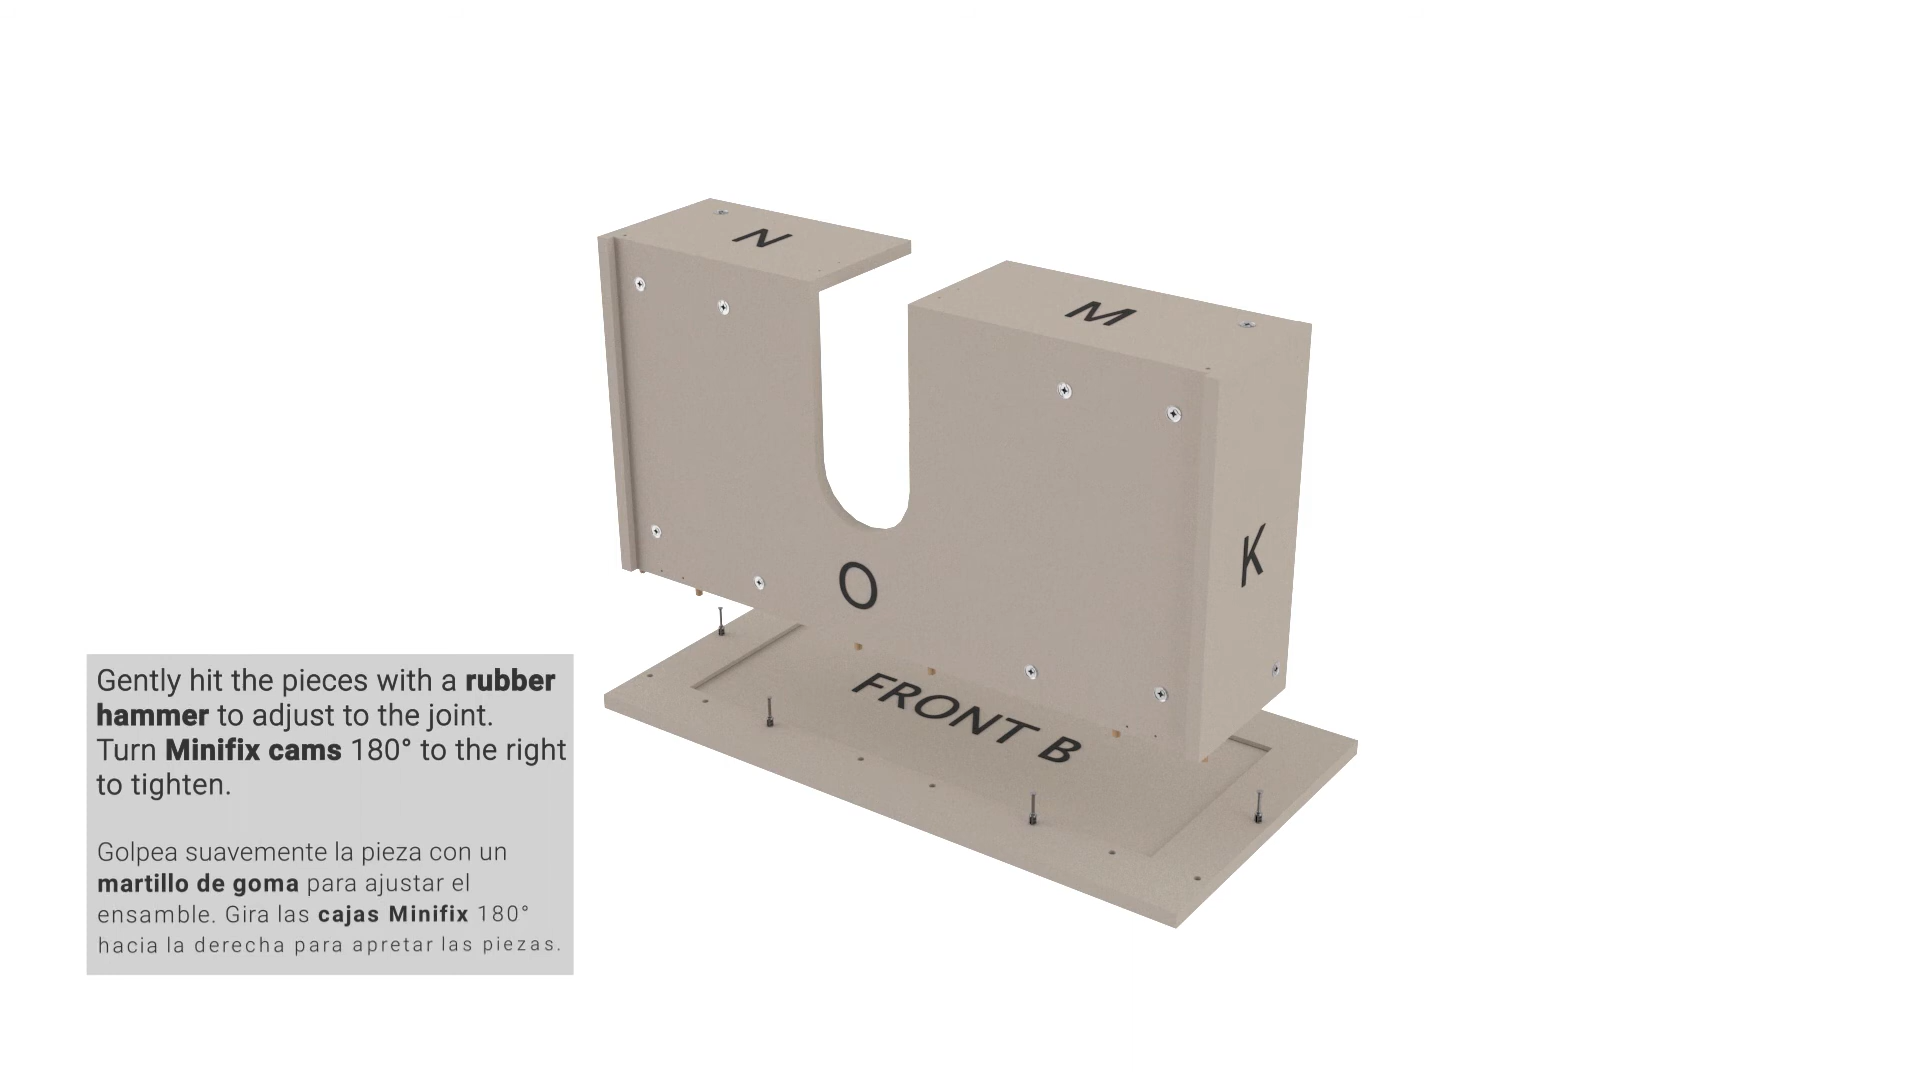 N
M
K
O
FRONT B
Gently hit the pieces with a rubber
hammer to adjust to the joint.
Turn Minifix cams 180° to the right
to tighten.
Golpea suavemente la pieza con un
martillo de goma para ajustar el
ensamble. Gira las cajas Minifix 180°
hacia la derecha para apretar las piezas.